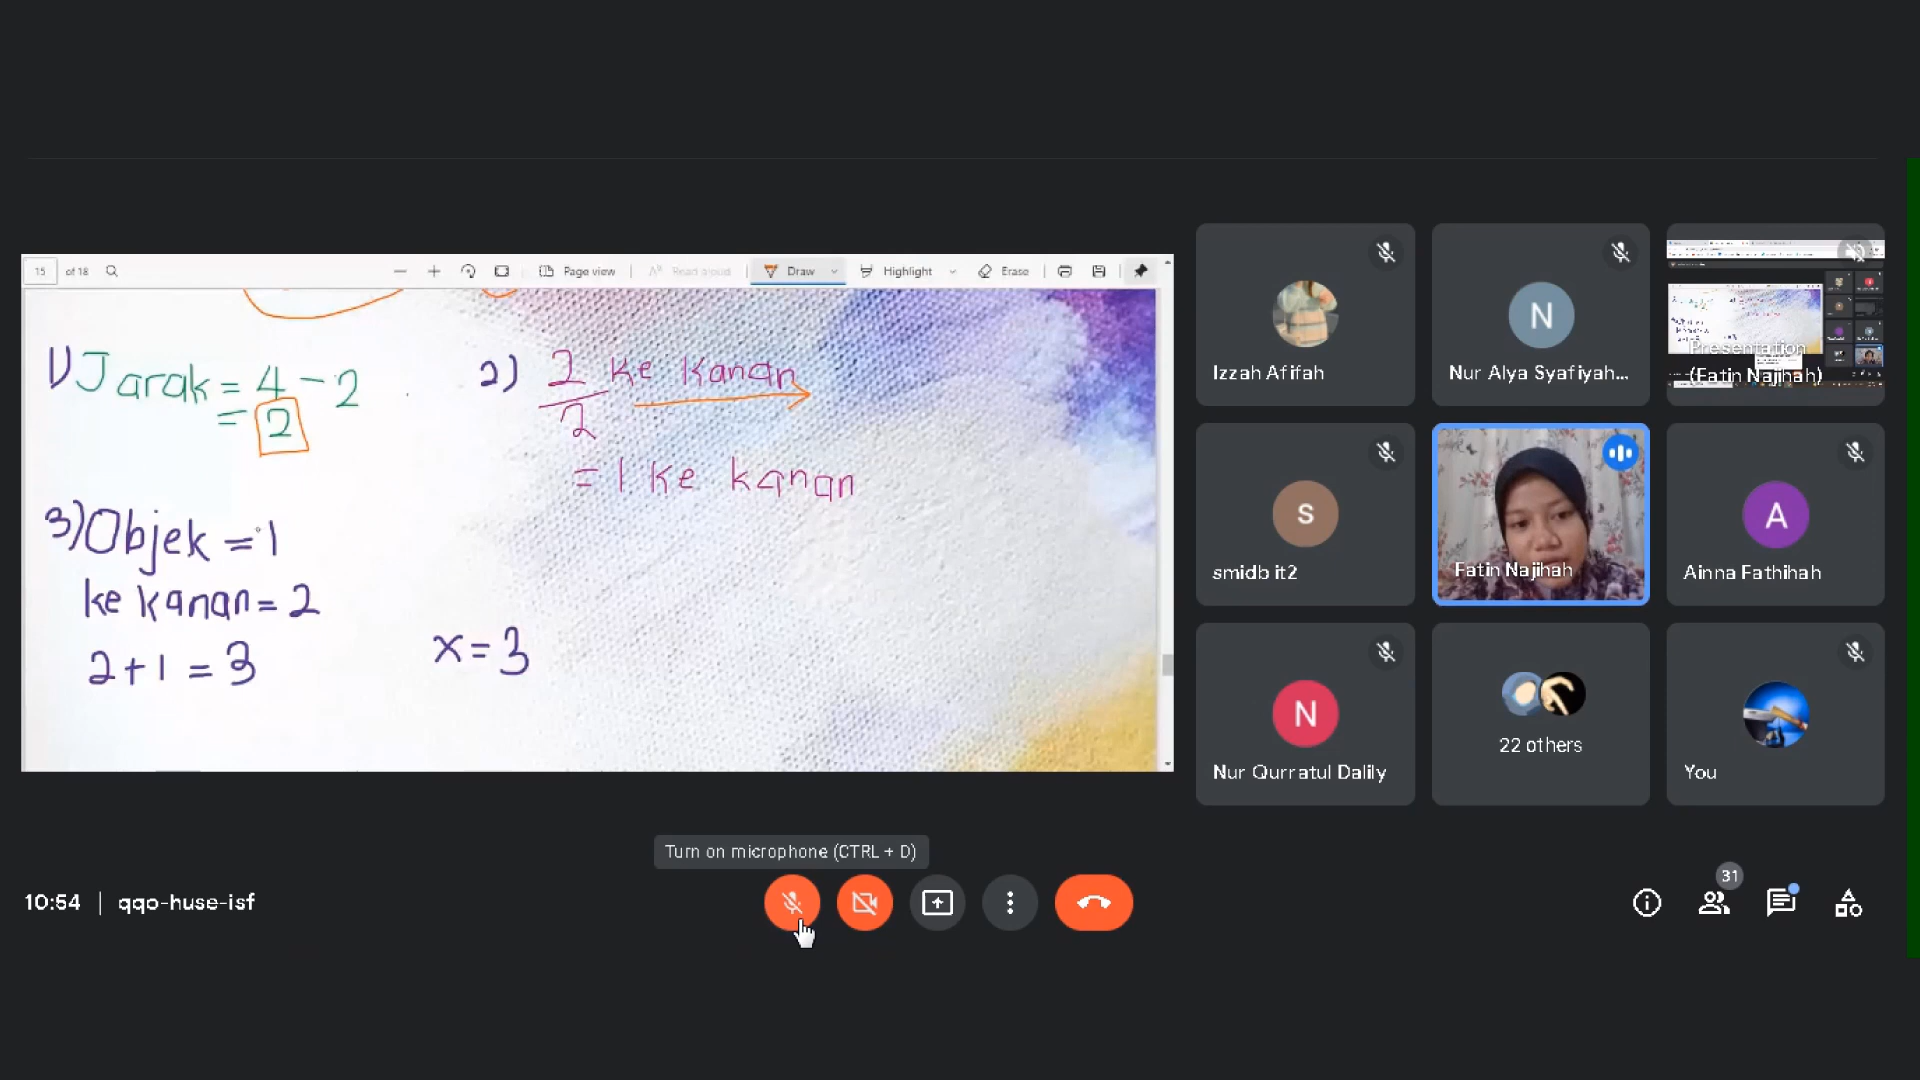 15 of 18
Page view
Read aloud
Draw
Highlight
Erase
1) Jarak = 4 - 2
= 2
2) 2 ke kanan
2
= 1 ke kanan
3) Objek = 1
ke kanan = 2
2 + 1 = 3
x = 3
Izzah Afifah
N
Nur Alya Syafiyah...
Presentation
(Fatin Najihah)
S
smidb it2
Fatin Najihah
A
Ainna Fathihah
N
Nur Qurratul Dalily
22 others
You
Turn on microphone (CTRL + D)
10:54 | qqo-huse-isf
31